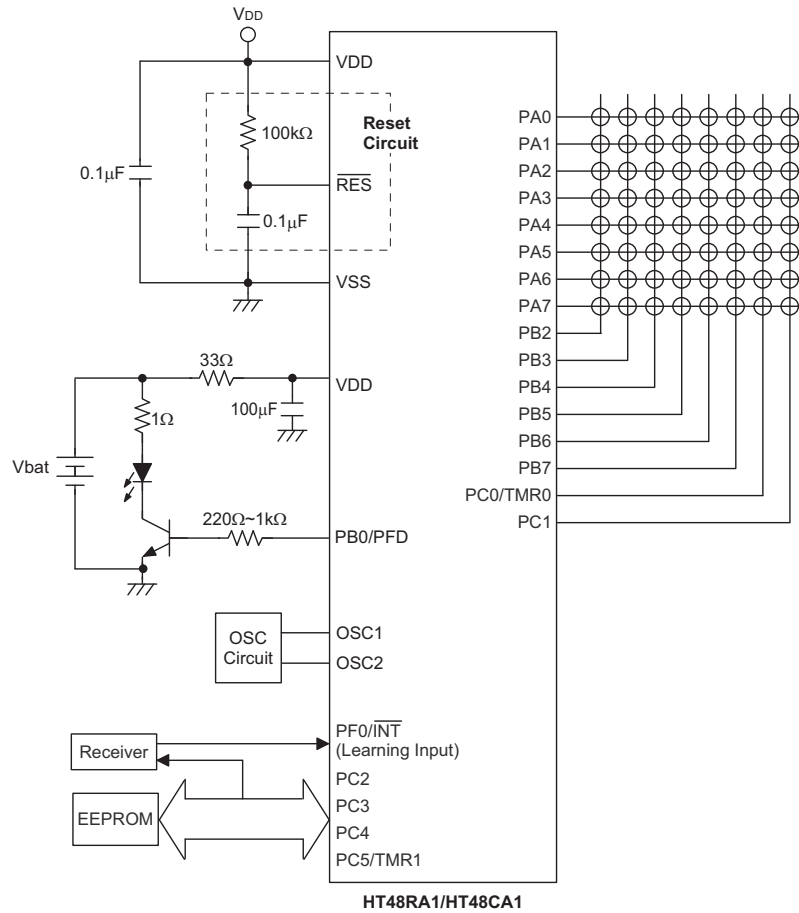 VDD
VDD
100kΩ
Reset
Circuit
0.1μF
RES
0.1μF
VSS
33Ω
VDD
100μF
1Ω
Vbat
220Ω~1kΩ
PB0/PFD
OSC
Circuit
OSC1
OSC2
PF0/INT
(Learning Input)
Receiver
PC2
PC3
EEPROM
PC4
PC5/TMR1
PA0
PA1
PA2
PA3
PA4
PA5
PA6
PA7
PB2
PB3
PB4
PB5
PB6
PB7
PC0/TMR0
PC1
HT48RA1/HT48CA1